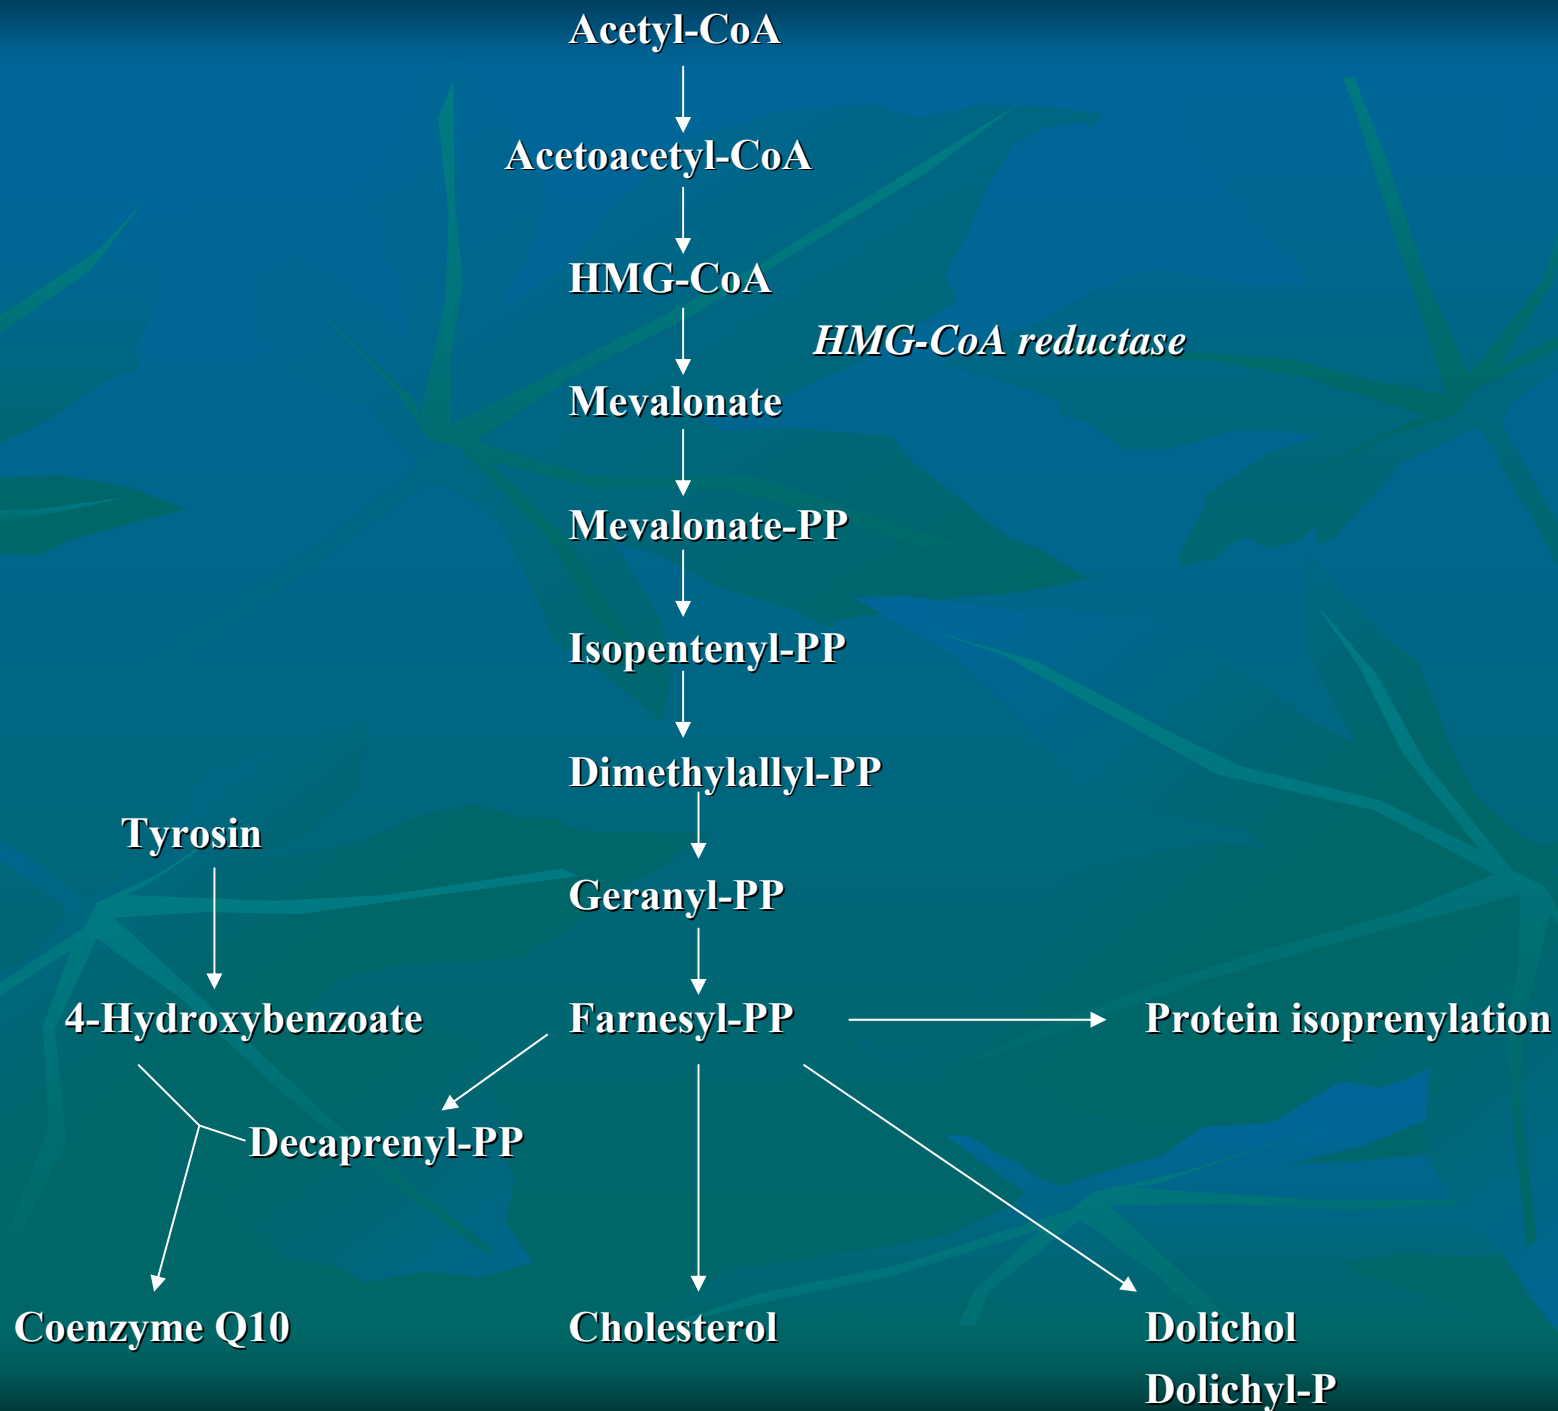 Acetyl-CoA
Acetoacetyl-CoA
HMG-CoA
HMG-CoA reductase
Mevalonate
Mevalonate-PP
Isopentenyl-PP
Dimethylallyl-PP
Tyrosin
Geranyl-PP
4-Hydroxybenzoate
Farnesyl-PP
Protein isoprenylation
Decaprenyl-PP
Coenzyme Q10
Cholesterol
Dolichol
Dolichyl-P